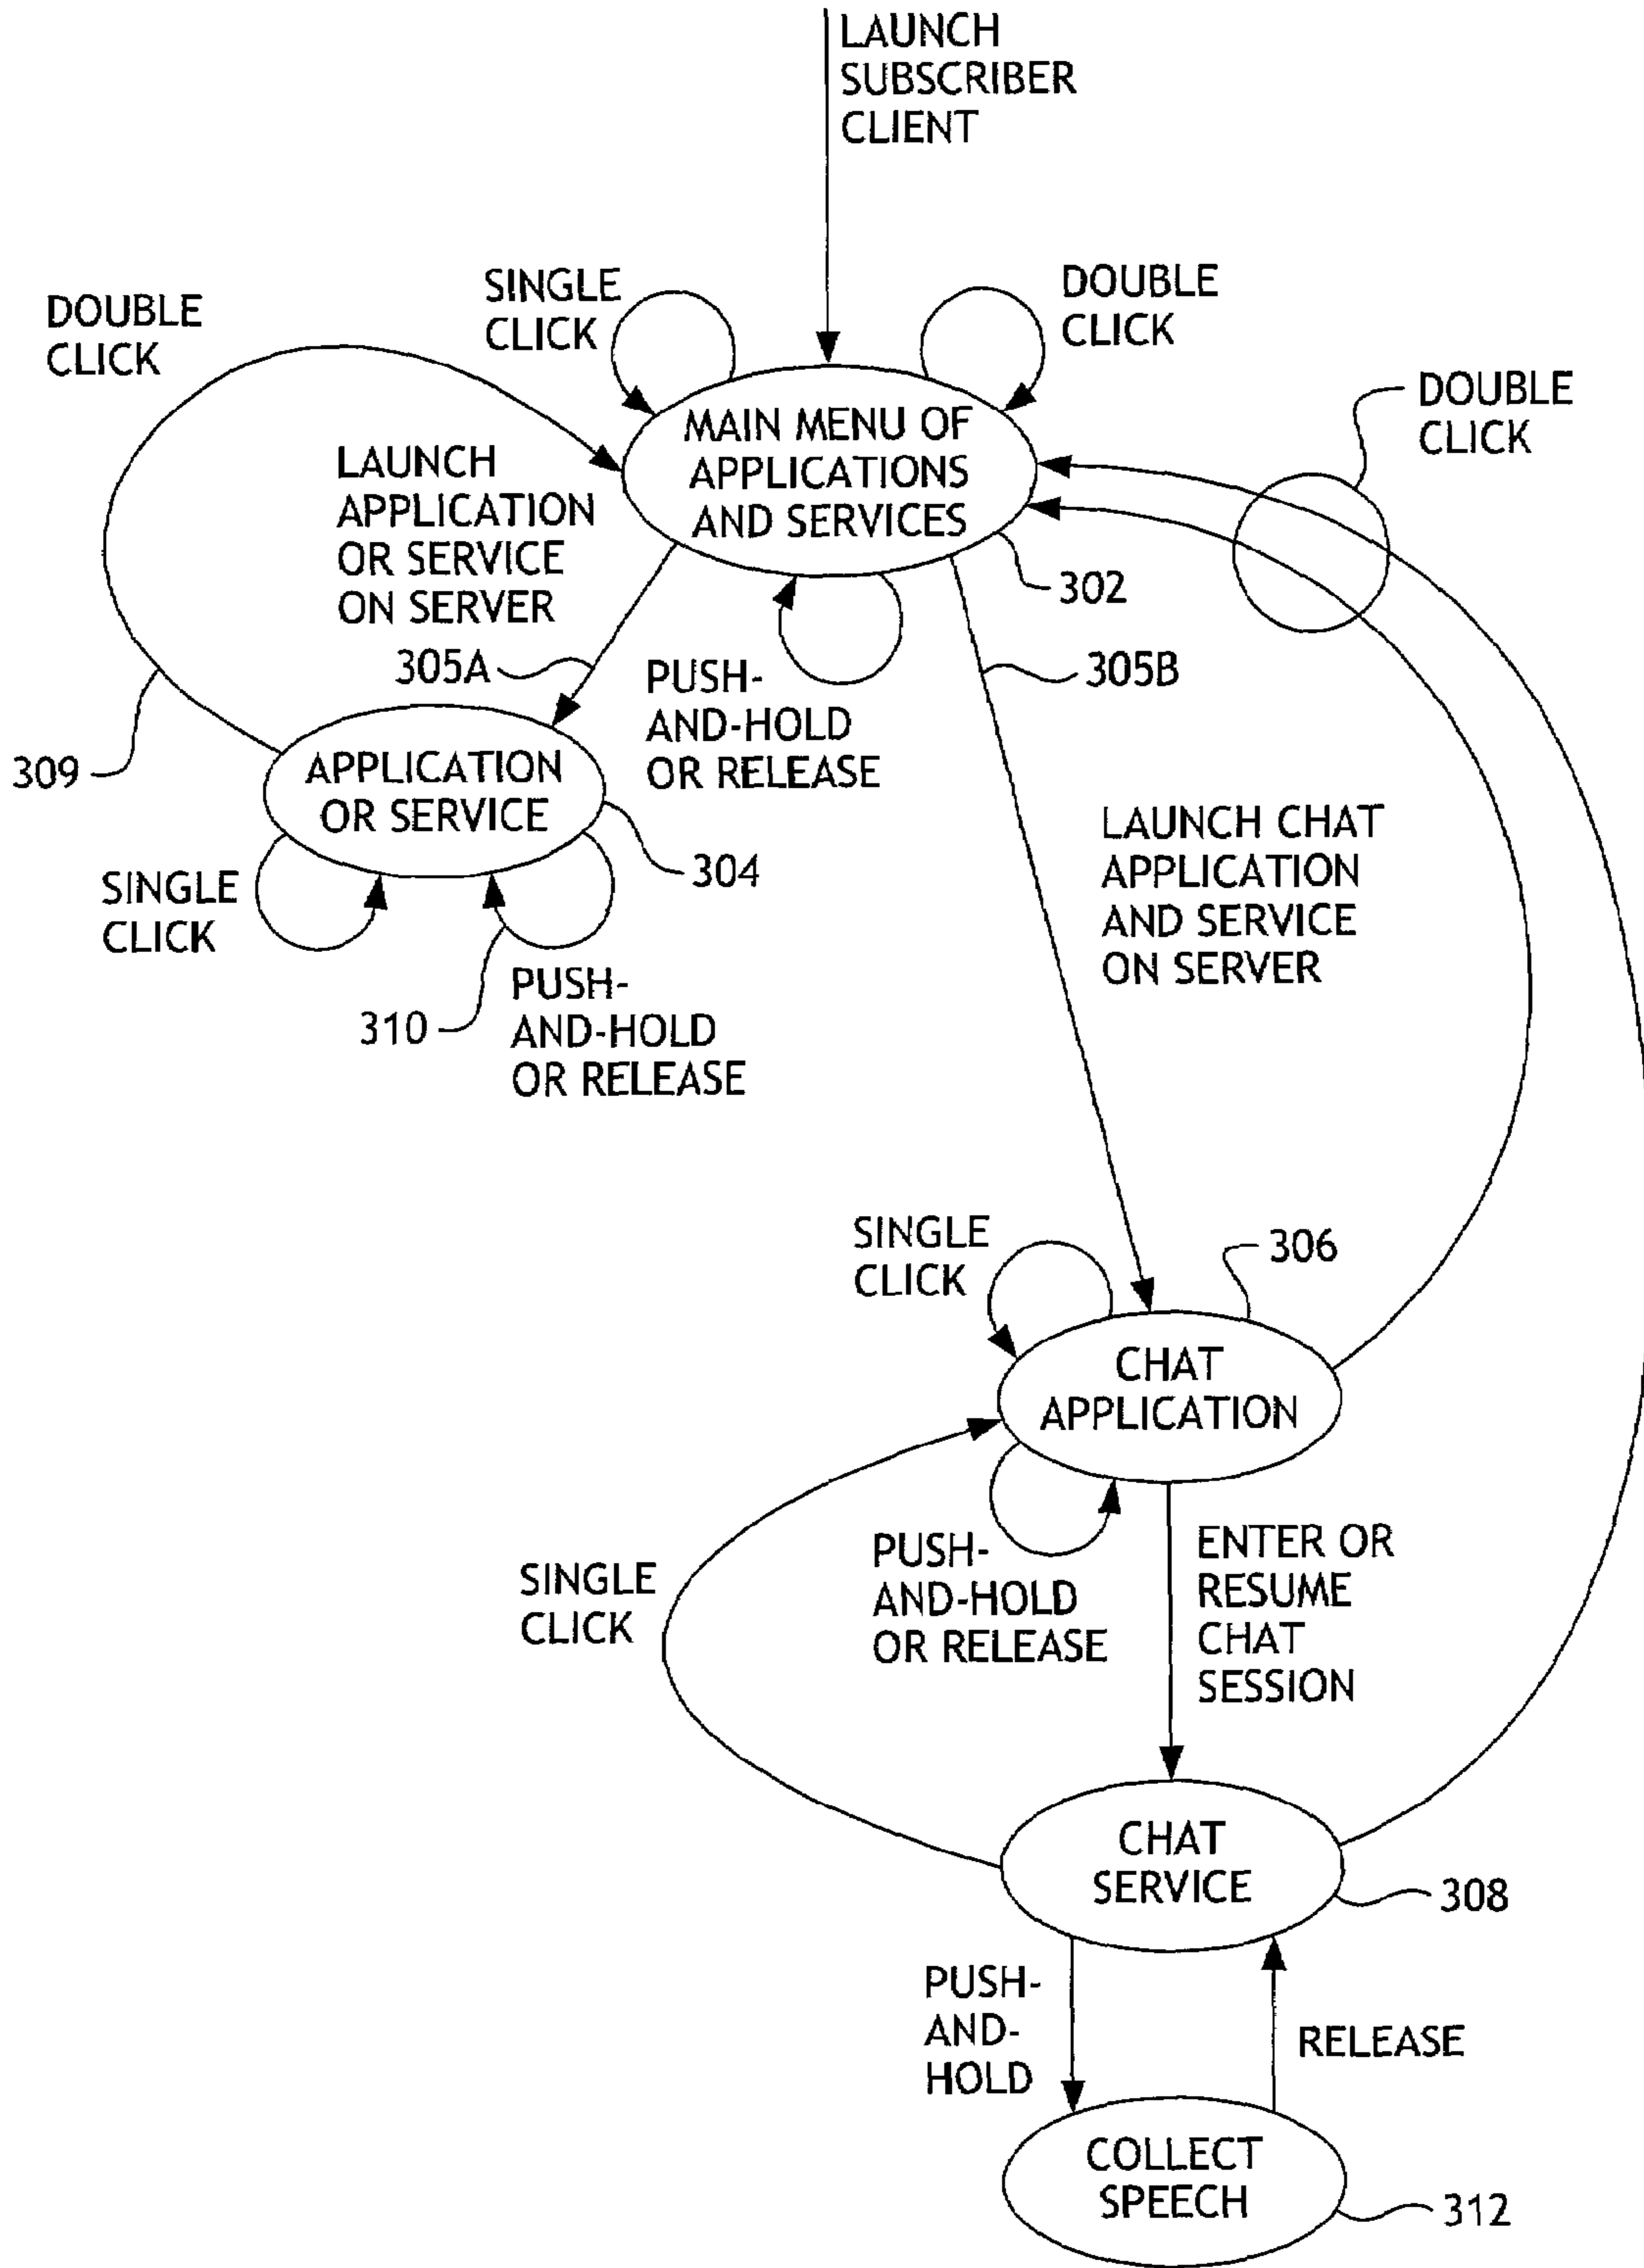 LAUNCH
SUBSCRIBER
CLIENT
SINGLE
CLICK
DOUBLE
CLICK
DOUBLE
CLICK
DOUBLE
CLICK
MAIN MENU OF
APPLICATIONS
AND SERVICES
302
LAUNCH
APPLICATION
OR SERVICE
ON SERVER
305A
305B
PUSH-
AND-HOLD
OR RELEASE
309
APPLICATION
OR SERVICE
304
SINGLE
CLICK
310
PUSH-
AND-HOLD
OR RELEASE
LAUNCH CHAT
APPLICATION
AND SERVICE
ON SERVER
SINGLE
CLICK
306
CHAT
APPLICATION
PUSH-
AND-HOLD
OR RELEASE
ENTER OR
RESUME
CHAT
SESSION
SINGLE
CLICK
CHAT
SERVICE
308
PUSH-
AND-
HOLD
RELEASE
COLLECT
SPEECH
312